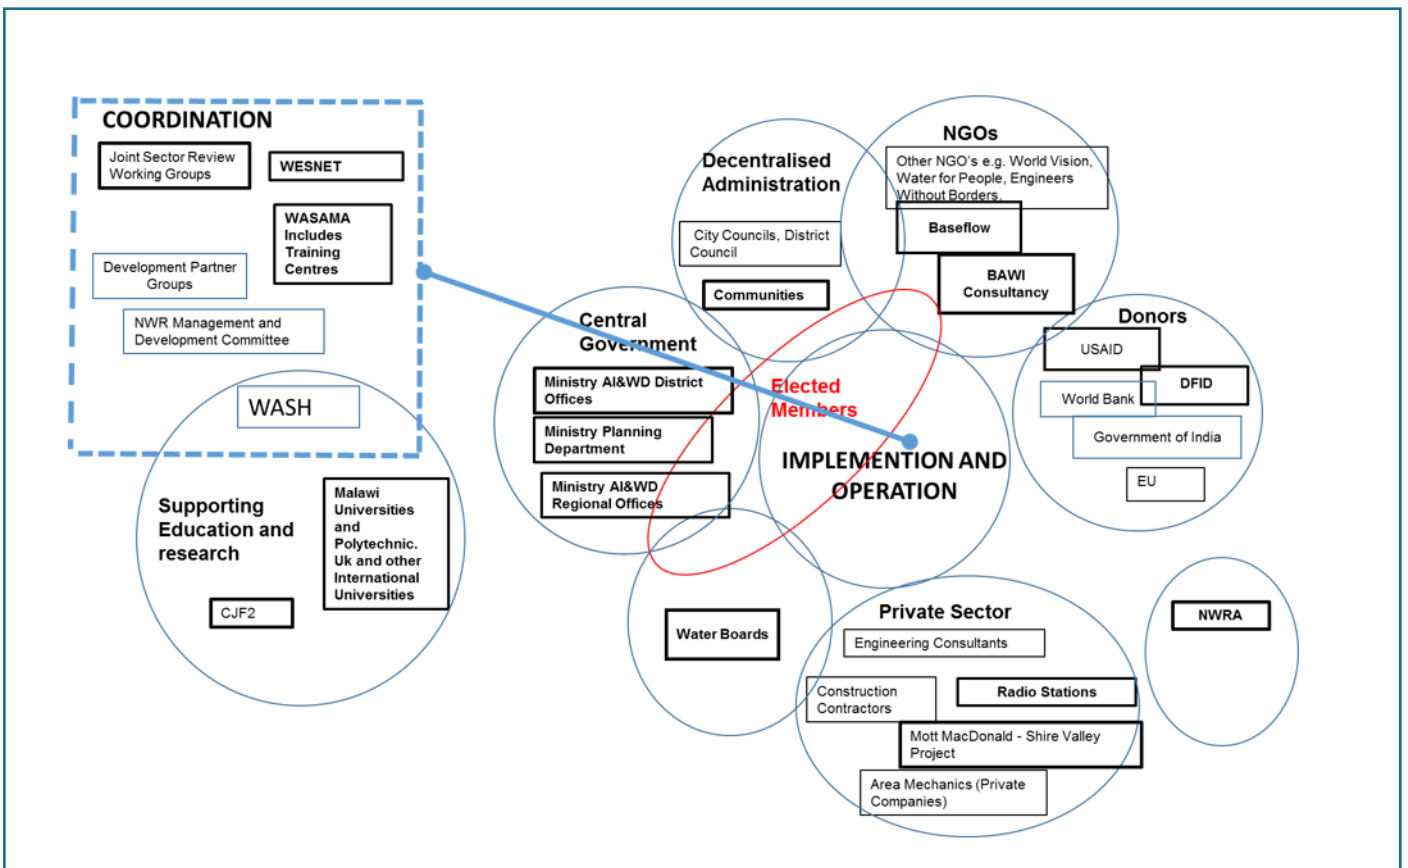 COORDINATION
Joint Sector Review
Working Groups
WESNET
WASAMA
Includes
Training
Centres
Development Partner
Groups
NWR Management and
Development Committee
WASH
Supporting
Education and
research
Malawi
Universities
and
Polytechnic.
Uk and other
International
Universities
CJF2
Decentralised
Administration
City Councils, District
Council
Communities
NGOs
Other NGO's e.g. World Vision,
Water for People, Engineers
Without Borders.
Baseflow
BAWI
Consultancy
Central
Government
Ministry AI&WD District
Offices
Ministry Planning
Department
Ministry AI&WD
Regional Offices
Elected
Members
IMPLEMENTION AND
OPERATION
Donors
USAID
DFID
World Bank
Government of India
EU
Water Boards
Private Sector
Engineering Consultants
Construction
Contractors
Radio Stations
Mott MacDonald - Shire Valley
Project
Area Mechanics (Private
Companies)
NWRA